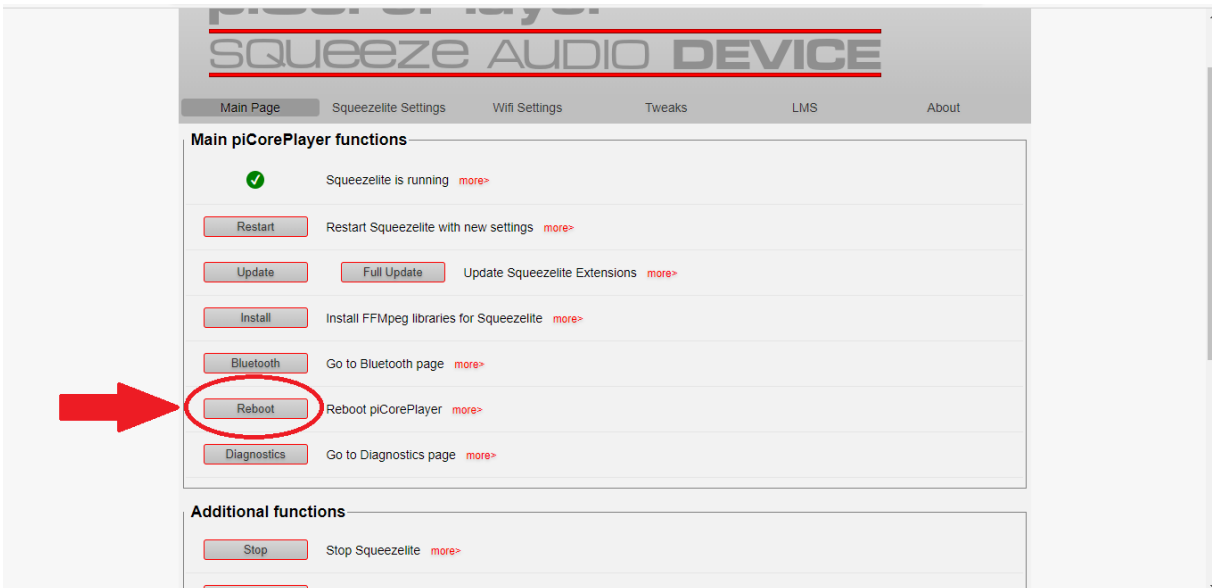 piCorePlayer
SQUEEZE AUDIO DEVICE
Main Page Squeezelite Settings Wifi Settings Tweaks LMS About
Main piCorePlayer functions
Squeezelite is running more>
Restart Restart Squeezelite with new settings more>
Update Full Update Update Squeezelite Extensions more>
Install Install FFMpeg libraries for Squeezelite more>
Bluetooth Go to Bluetooth page more>
Reboot Reboot piCorePlayer more>
Diagnostics Go to Diagnostics page more>
Additional functions
Stop Stop Squeezelite more>